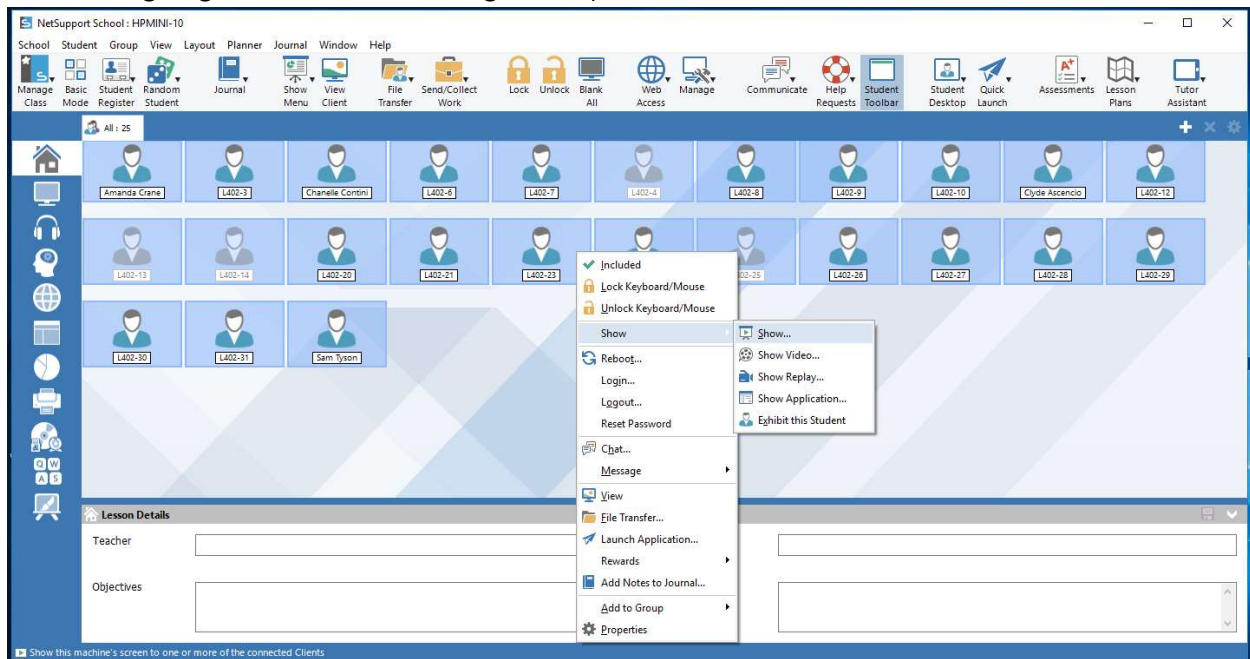 NetSupport School : HPMINI-10
School Student Group View Layout Planner Journal Window Help
Manage Class
Basic Mode
Student Register
Random Student
Journal
Show Menu
View Client
File Transfer
Send/Collect Work
Lock
Unlock
Blank All
Web Access
Manage
Communicate
Help Requests
Student Toolbar
Student Desktop
Quick Launch
A+
Assessments
Lesson Plans
Tutor Assistant
All : 25
Amanda Crane L402-3 Chanelle Contini L402-6 L402-7 L402-4 L402-8 L402-9 L402-10 Clyde Ascencio L402-12
L402-13 L402-14 L402-20 L402-21 L402-23 02-25 L402-26 L402-27 L402-28 L402-29
L402-30 L402-31 Sam Tyson
Included
Lock Keyboard/Mouse
Unlock Keyboard/Mouse
Show
Reboot...
Login...
Logout...
Reset Password
Chat...
Message
View
File Transfer...
Launch Application...
Rewards
Add Notes to Journal...
Add to Group
Properties
Show...
Show Video...
Show Replay...
Show Application...
Exhibit this Student
Q W
A S
Lesson Details
Teacher
Objectives
Show this machine's screen to one or more of the connected Clients